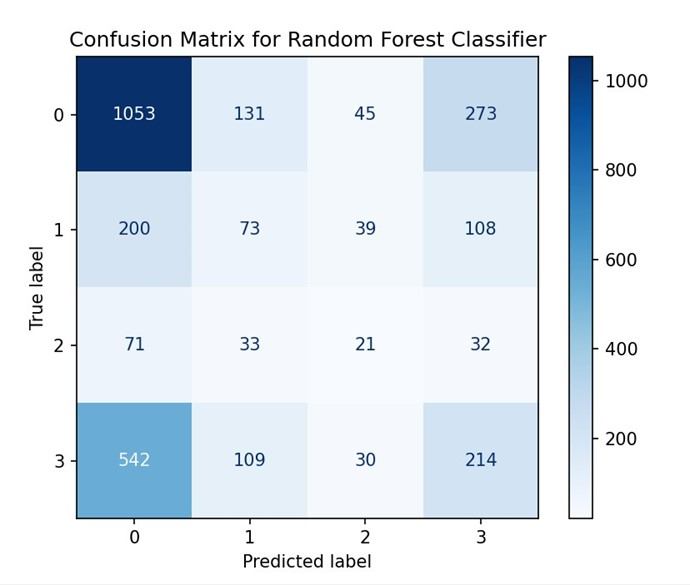 Confusion Matrix for Random Forest Classifier
0 1053 131 45 273
1 200 73 39 108
2 71 33 21 32
3 542 109 30 214
0 1 2 3
Predicted label
True label
1000
800
600
400
200